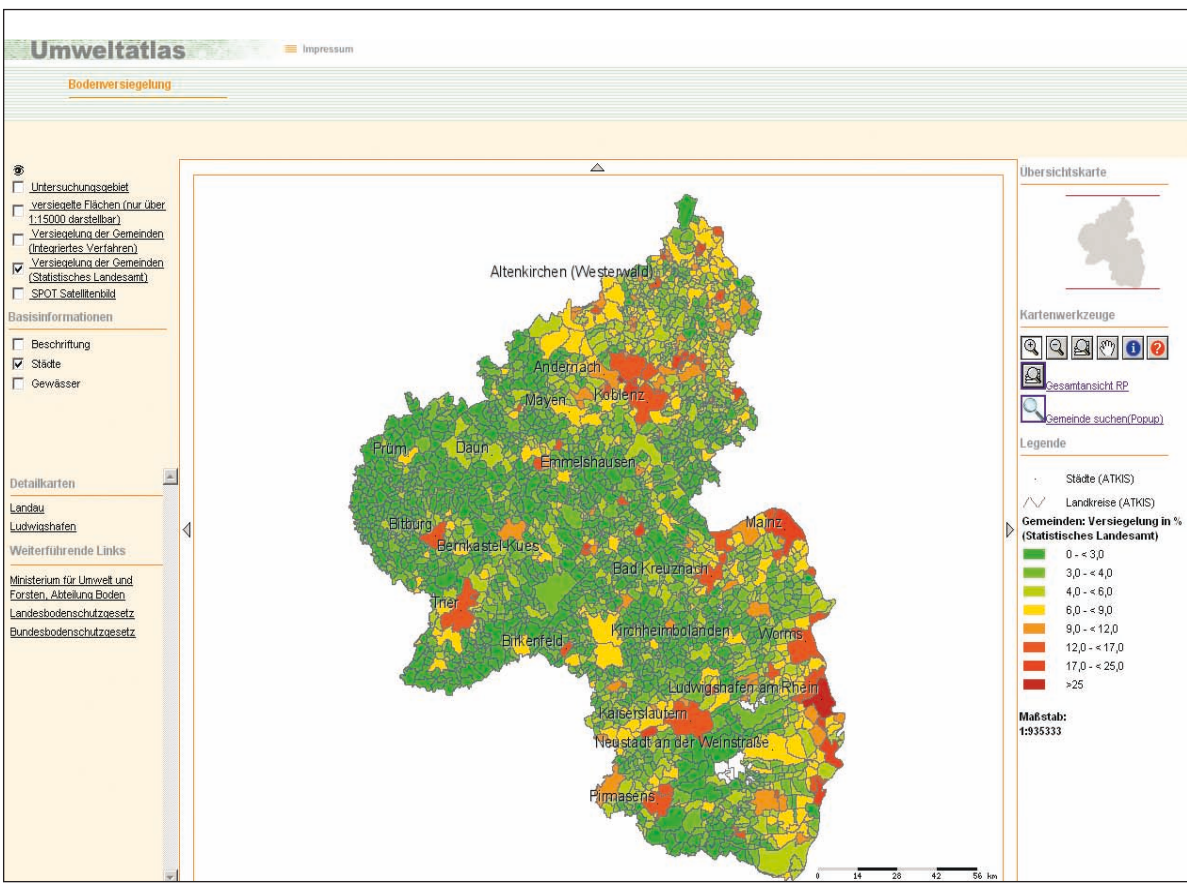 Umweltatlas
Impressum
Bodenversiegelung
Untersuchungsgebiet
versiegelte Flächen (nur über
1:15000 darstellbar)
Versiegelung der Gemeinden
(Integriertes Verfahren)
Versiegelung der Gemeinden
(Statistisches Landesamt)
SPOT Satellitenbild
Basisinformationen
Beschriftung
Städte
Gewässer
Detailkarten
Landau
Ludwigshafen
Weiterführende Links
Ministerium für Umwelt und
Forsten, Abteilung Boden
Landesbodenschutzgesetz
Bundesbodenschutzgesetz
Altenkirchen (Westerwald)
Andernach
Mayen
Koblenz
Prüm
Daun
Emmelshausen
Bitburg
Bernkastel-Kues
Mainz
Bad Kreuznach
Trier
Birkenfeld
Kirchheimbolanden
Worms
Ludwigshafen am Rhein
Kaiserslautern
Neustadt an der Weinstraße
Pirmasens
0 14 28 42 56 km
Übersichtskarte
Kartenwerkzeuge
Gesamtansicht RP
Gemeinde suchen(Popup)
Legende
Städte (ATKIS)
Landkreise (ATKIS)
Gemeinden: Versiegelung in %
(Statistisches Landesamt)
0 - < 3,0
3,0 - < 4,0
4,0 - < 6,0
6,0 - < 9,0
9,0 - < 12,0
12,0 - < 17,0
17,0 - < 25,0
>25
Maßstab:
1:935333